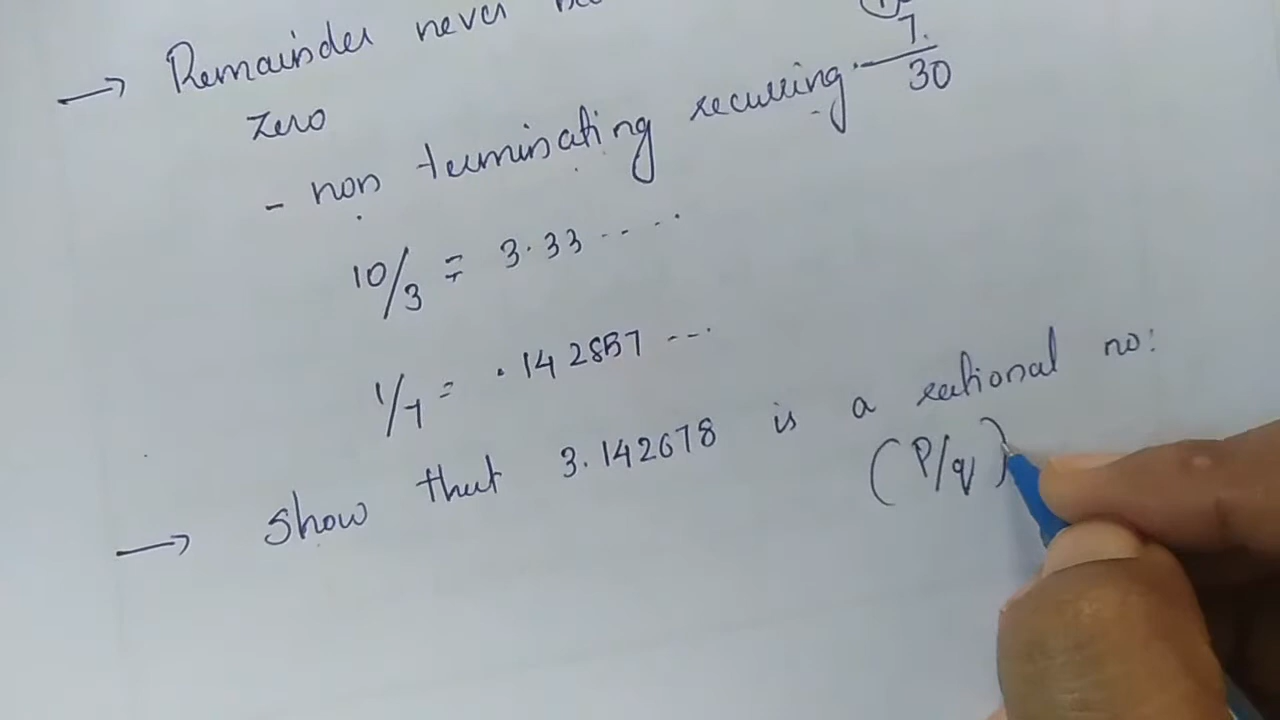 → Remainder never
7.
zero
30
- non terminating recurring.
10/3 = 3.33 .....
1/7 = .142857 ---
→ Show that 3.142678 is a rational no:
(P/q)